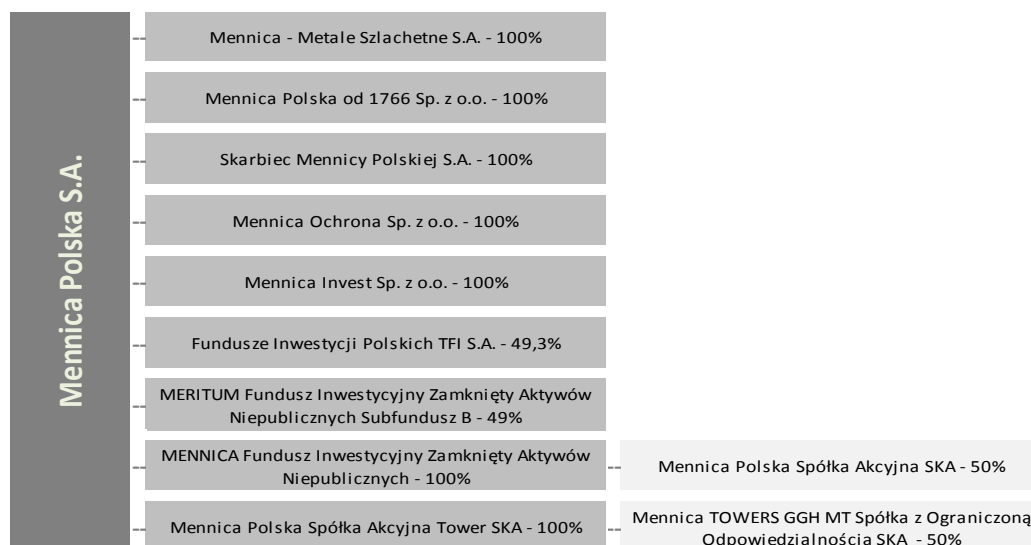 Mennica Polska S.A.
Mennica - Metale Szlachetne S.A. - 100%
Mennica Polska od 1766 Sp. z o.o. - 100%
Skarbiec Mennicy Polskiej S.A. - 100%
Mennica Ochrona Sp. z o.o. - 100%
Mennica Invest Sp. z o.o. - 100%
Fundusze Inwestycji Polskich TFI S.A. - 49,3%
MERITUM Fundusz Inwestycyjny Zamknięty Aktywów
Niepublicznych Subfundusz B - 49%
MENNICA Fundusz Inwestycyjny Zamknięty Aktywów
Niepublicznych - 100%
Mennica Polska Spółka Akcyjna SKA - 50%
Mennica Polska Spółka Akcyjna Tower SKA - 100%
Mennica TOWERS GGH MT Spółka z Ograniczoną
Odpowiedzialnością SKA - 50%